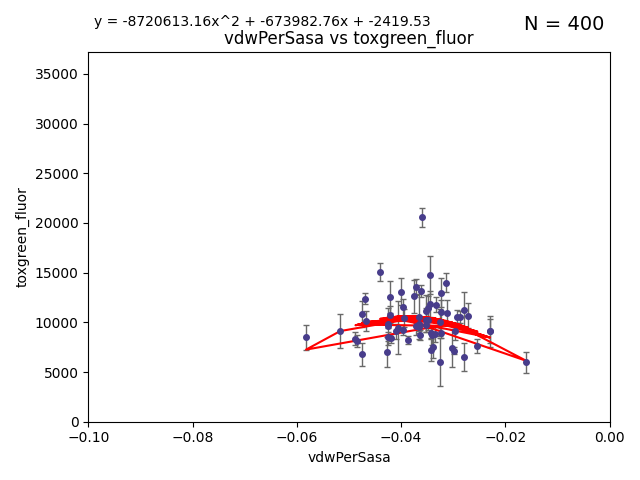 y = -8720613.16x^2 + -673982.76x + -2419.53
N = 400
vdwPerSasa vs toxgreen_fluor
35000
30000
25000
20000
15000
10000
5000
0
toxgreen_fluor
−0.10
−0.08
−0.06
−0.04
−0.02
0.00
vdwPerSasa